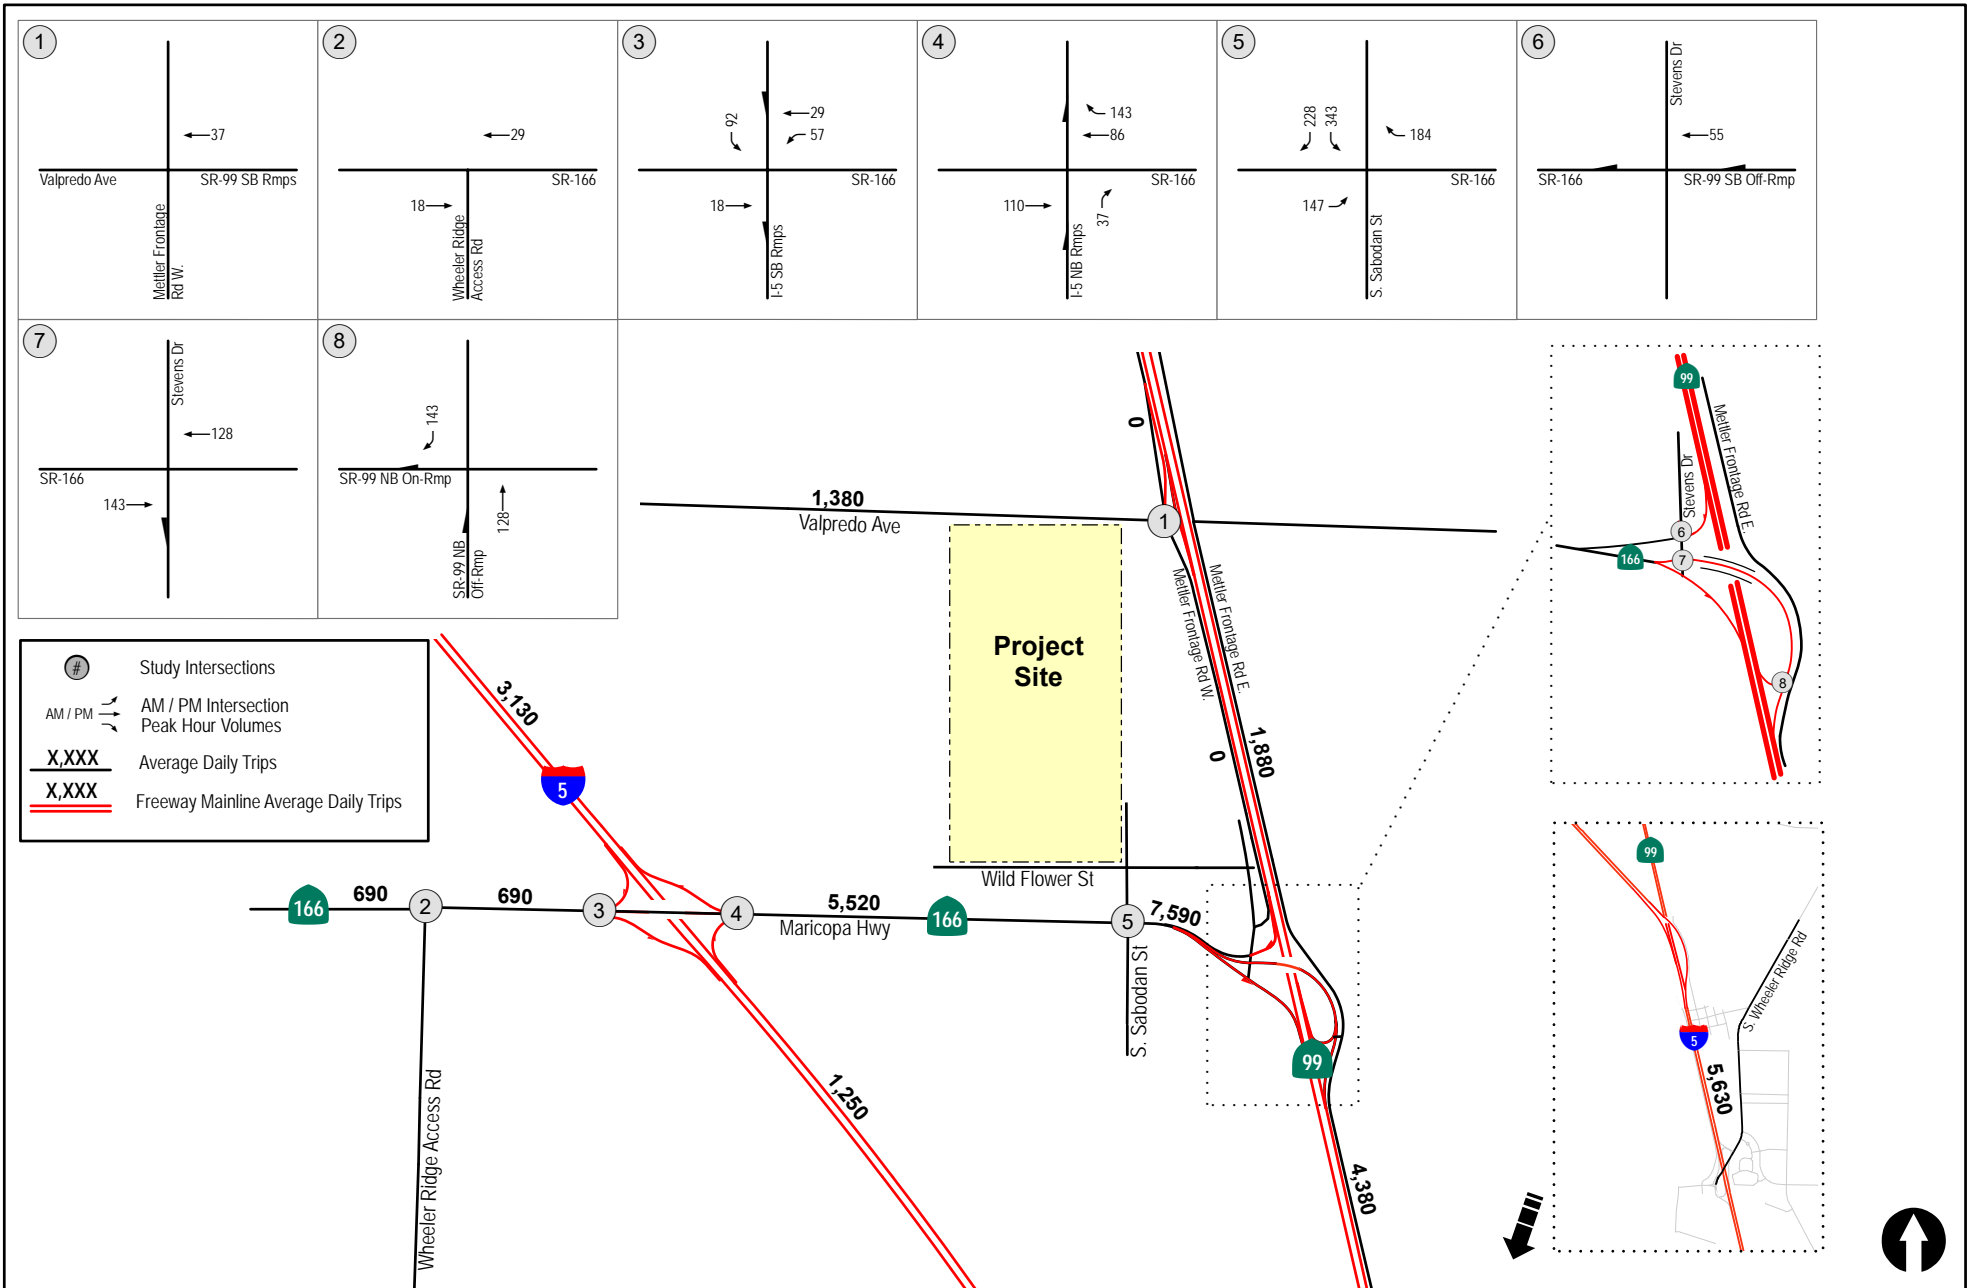 1
37
Valpredo Ave
SR-99 SB Rmps
Mettler Frontage
Rd W.
2
29
SR-166
18
Wheeler Ridge
Access Rd
3
92
29
57
SR-166
18
I-5 SB Rmps
4
143
86
SR-166
110
37
I-5 NB Rmps
5
228
343
184
SR-166
147
S. Sabodan St
6
Stevens Dr
55
SR-166
SR-99 SB Off-Rmp
7
Stevens Dr
128
SR-166
143
8
143
SR-99 NB On-Rmp
128
SR-99 NB
Off-Rmp
#
Study Intersections
AM / PM
AM / PM Intersection
Peak Hour Volumes
X,XXX
Average Daily Trips
X,XXX
Freeway Mainline Average Daily Trips
0
1,380
Valpredo Ave
1
Mettler Frontage Rd W.
Mettler Frontage Rd E.
Project
Site
0
1,880
3,130
5
Wild Flower St
166
690
2
690
3
4
5,520
Maricopa Hwy
166
5
7,590
S. Sabodan St
99
1,250
4,380
Wheeler Ridge Access Rd
99
Mettler Frontage Rd E.
Stevens Dr
6
166
7
8
99
S. Wheeler Ridge Rd
5
5,630